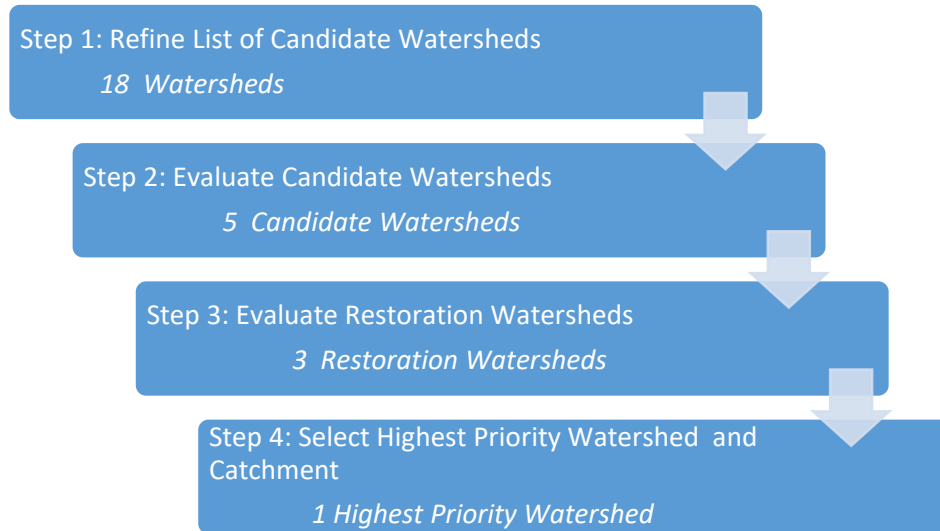 Step 1: Refine List of Candidate Watersheds
18 Watersheds
Step 2: Evaluate Candidate Watersheds
5 Candidate Watersheds
Step 3: Evaluate Restoration Watersheds
3 Restoration Watersheds
Step 4: Select Highest Priority Watershed and
Catchment
1 Highest Priority Watershed